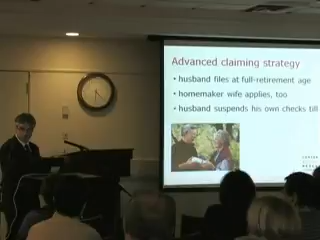 Advanced claiming strategy
• husband files at full-retirement age
• homemaker wife applies, too
• husband suspends his own checks till